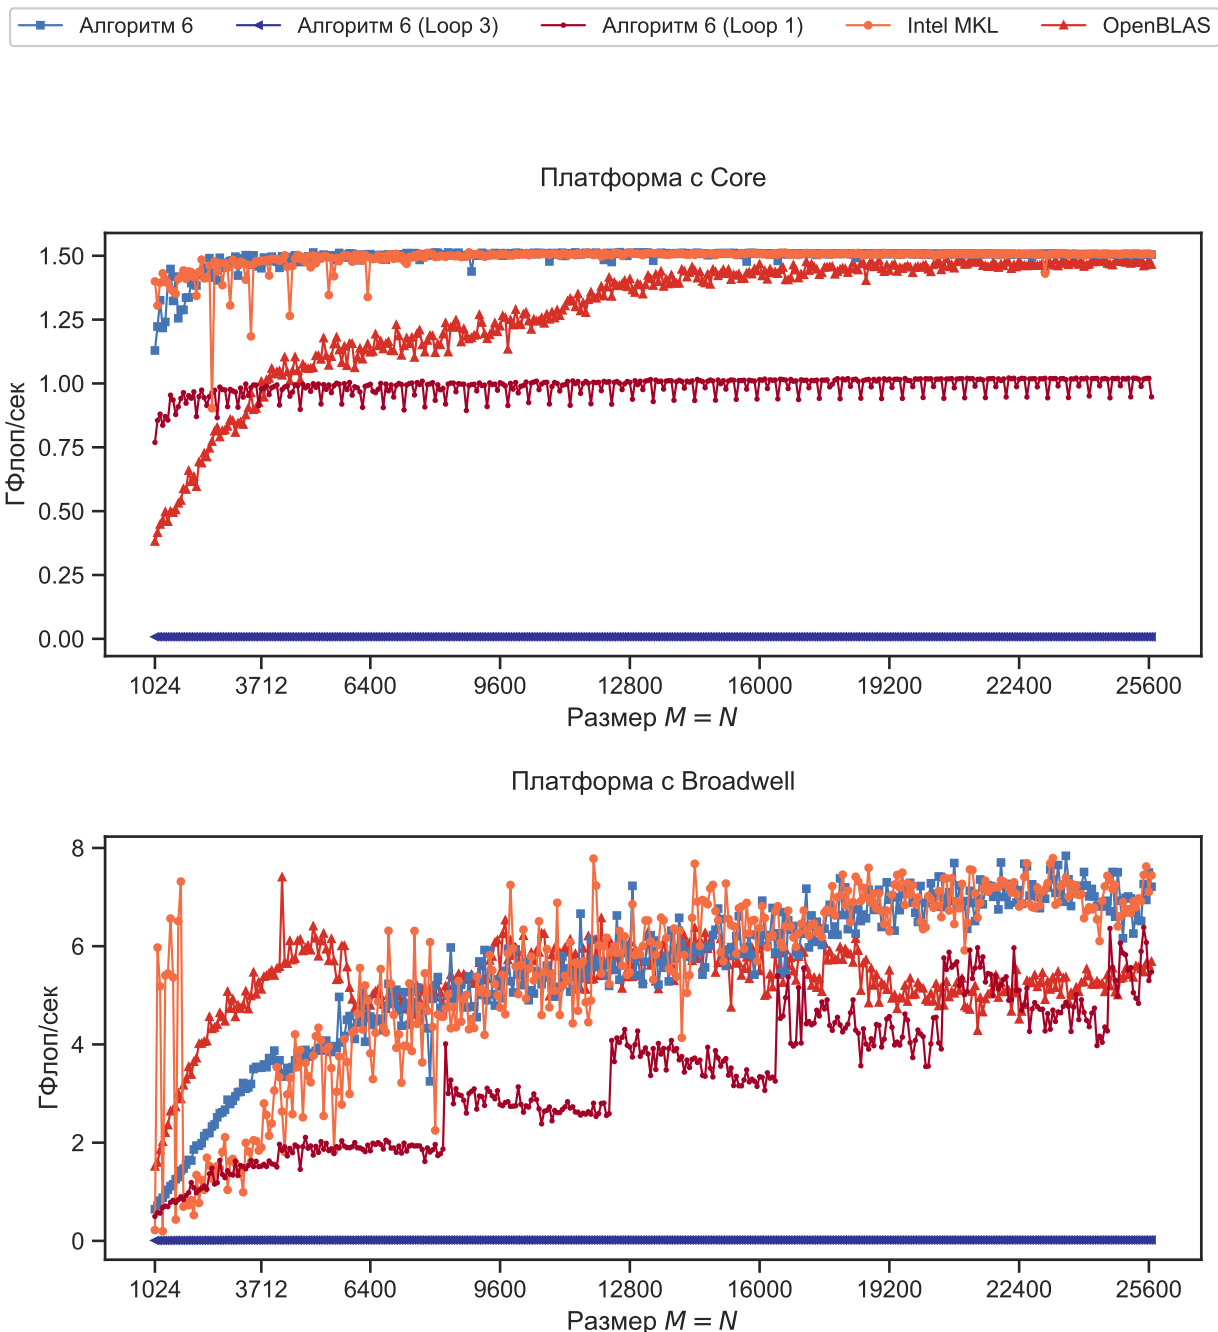 Алгоритм 6 Алгоритм 6 (Loop 3) Алгоритм 6 (Loop 1) Intel MKL OpenBLAS
Платформа с Core
ГФлоп/сек
1.50
1.25
1.00
0.75
0.50
0.25
0.00
1024 3712 6400 9600 12800 16000 19200 22400 25600
Размер M = N
Платформа с Broadwell
ГФлоп/сек
8
6
4
2
0
1024 3712 6400 9600 12800 16000 19200 22400 25600
Размер M = N